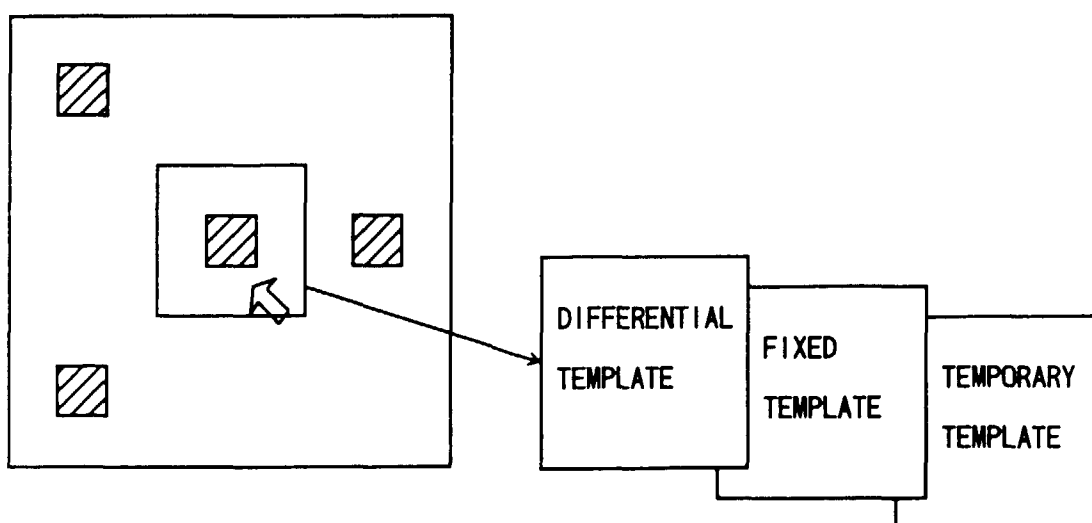 DIFFERENTIAL
TEMPLATE
FIXED
TEMPLATE
TEMPORARY
TEMPLATE